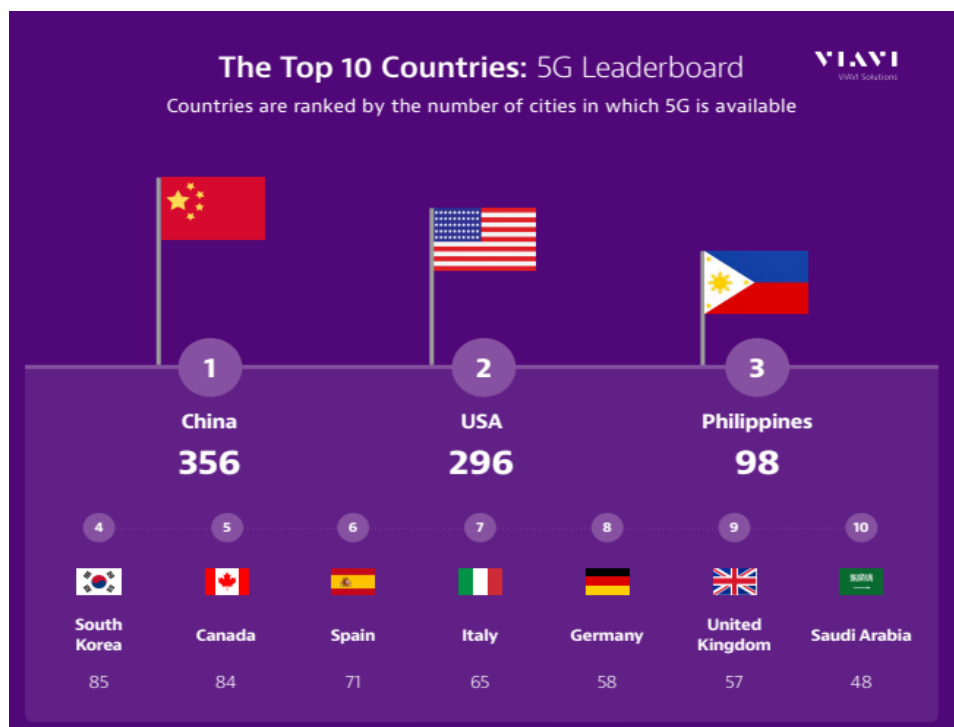 The Top 10 Countries: 5G Leaderboard
VIAVI
VIAVI Solutions
Countries are ranked by the number of cities in which 5G is available
1
2
3
China
USA
Philippines
356
296
98
4
5
6
7
8
9
10
South Korea
Canada
Spain
Italy
Germany
United Kingdom
Saudi Arabia
85
84
71
65
58
57
48